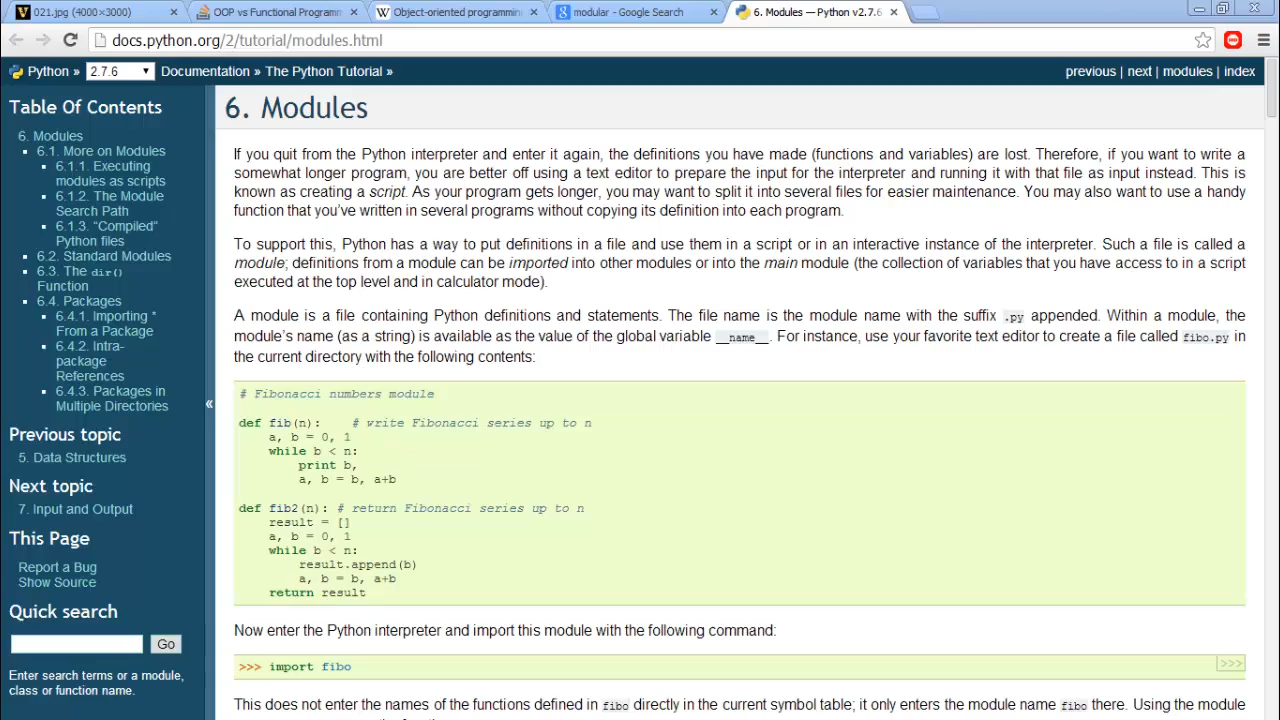 021.jpg (4000×3000)
OOP vs Functional Programm
Object-oriented programmin
modular - Google Search
6. Modules — Python v2.7.6
docs.python.org/2/tutorial/modules.html
Python » 2.7.6 Documentation » The Python Tutorial »
previous | next | modules | index
Table Of Contents
6. Modules
6.1. More on Modules
6.1.1. Executing
modules as scripts
6.1.2. The Module
Search Path
6.1.3. “Compiled”
Python files
6.2. Standard Modules
6.3. The dir()
Function
6.4. Packages
6.4.1. Importing *
From a Package
6.4.2. Intra-
package
References
6.4.3. Packages in
Multiple Directories
Previous topic
5. Data Structures
Next topic
7. Input and Output
This Page
Report a Bug
Show Source
Quick search
Go
Enter search terms or a module,
class or function name.
«
6. Modules
If you quit from the Python interpreter and enter it again, the definitions you have made (functions and variables) are lost. Therefore, if you want to write a
somewhat longer program, you are better off using a text editor to prepare the input for the interpreter and running it with that file as input instead. This is
known as creating a script. As your program gets longer, you may want to split it into several files for easier maintenance. You may also want to use a handy
function that you’ve written in several programs without copying its definition into each program.
To support this, Python has a way to put definitions in a file and use them in a script or in an interactive instance of the interpreter. Such a file is called a
module; definitions from a module can be imported into other modules or into the main module (the collection of variables that you have access to in a script
executed at the top level and in calculator mode).
A module is a file containing Python definitions and statements. The file name is the module name with the suffix .py appended. Within a module, the
module’s name (as a string) is available as the value of the global variable __name__. For instance, use your favorite text editor to create a file called fibo.py in
the current directory with the following contents:
# Fibonacci numbers module
def fib(n):    # write Fibonacci series up to n
    a, b = 0, 1
    while b < n:
        print b,
        a, b = b, a+b
def fib2(n): # return Fibonacci series up to n
    result = []
    a, b = 0, 1
    while b < n:
        result.append(b)
        a, b = b, a+b
    return result
Now enter the Python interpreter and import this module with the following command:
>>> import fibo
>>>
This does not enter the names of the functions defined in fibo directly in the current symbol table; it only enters the module name fibo there. Using the module